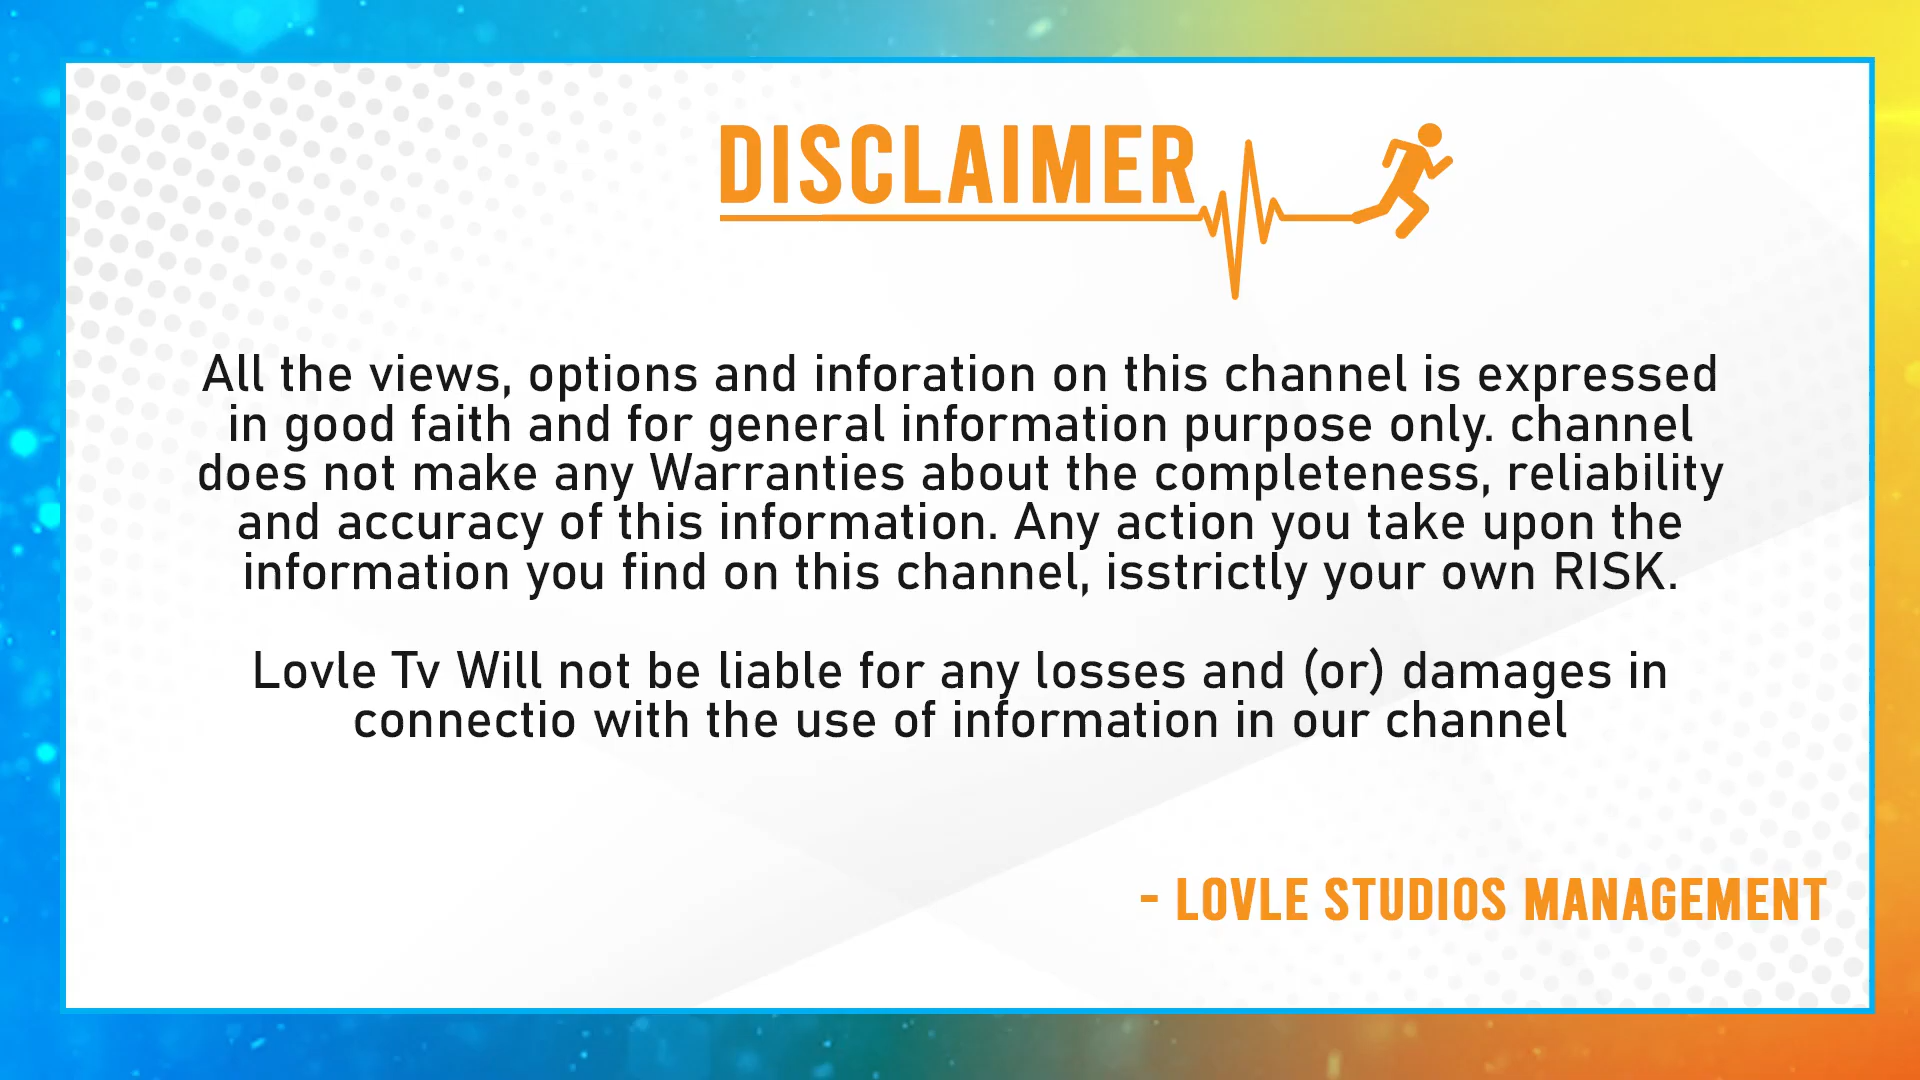 DISCLAIMER
All the views, options and inforation on this channel is expressed
in good faith and for general information purpose only. channel
does not make any Warranties about the completeness, reliability
and accuracy of this information. Any action you take upon the
information you find on this channel, isstrictly your own RISK.
Lovle Tv Will not be liable for any losses and (or) damages in
connectio with the use of information in our channel
- LOVLE STUDIOS MANAGEMENT